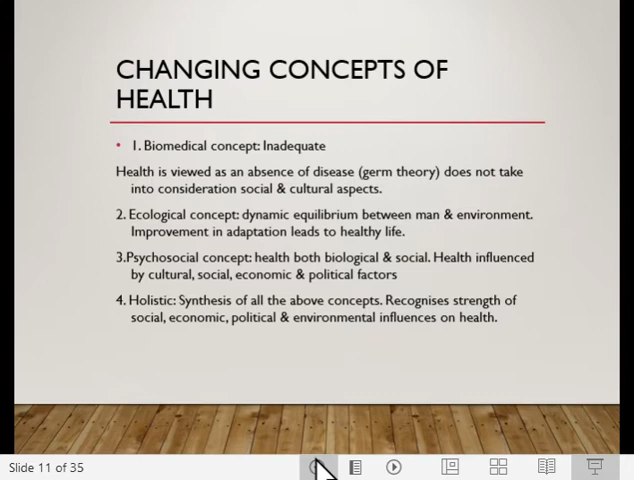 CHANGING CONCEPTS OF
HEALTH
• 1. Biomedical concept: Inadequate
Health is viewed as an absence of disease (germ theory) does not take
into consideration social & cultural aspects.
2. Ecological concept: dynamic equilibrium between man & environment.
Improvement in adaptation leads to healthy life.
3.Psychosocial concept: health both biological & social. Health influenced
by cultural, social, economic & political factors
4. Holistic: Synthesis of all the above concepts. Recognises strength of
social, economic, political & environmental influences on health.
Slide 11 of 35